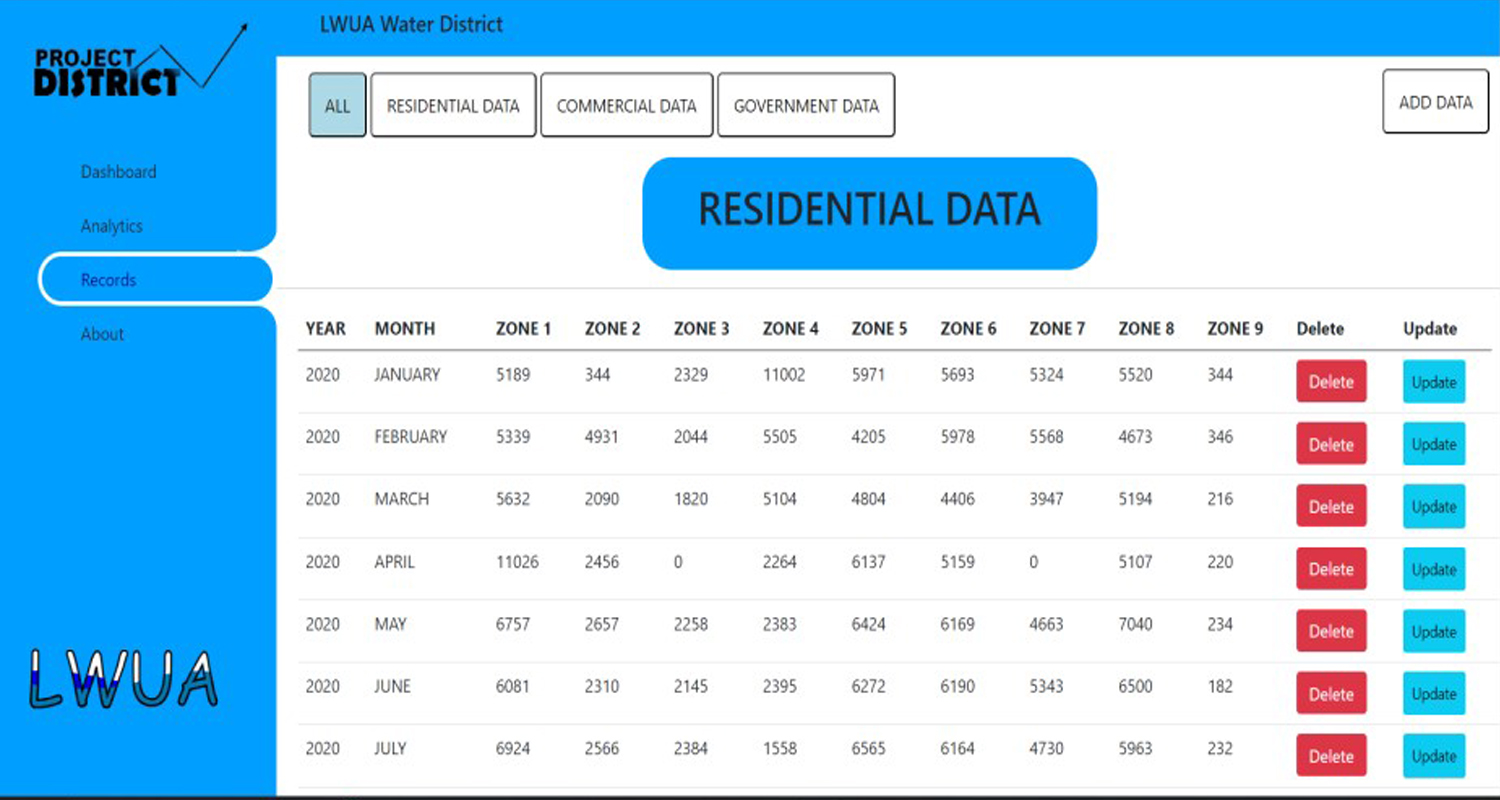 PROJECT
DISTRICT
LWUA Water District
ALL RESIDENTIAL DATA COMMERCIAL DATA GOVERNMENT DATA ADD DATA
Dashboard
Analytics
Records
About
LWUA
RESIDENTIAL DATA
YEAR MONTH ZONE 1 ZONE 2 ZONE 3 ZONE 4 ZONE 5 ZONE 6 ZONE 7 ZONE 8 ZONE 9 Delete Update
2020 JANUARY 5189 344 2329 11002 5971 5693 5324 5520 344 Delete Update
2020 FEBRUARY 5339 4931 2044 5505 4205 5978 5568 4673 346 Delete Update
2020 MARCH 5632 2090 1820 5104 4804 4406 3947 5194 216 Delete Update
2020 APRIL 11026 2456 0 2264 6137 5159 0 5107 220 Delete Update
2020 MAY 6757 2657 2258 2383 6424 6169 4663 7040 234 Delete Update
2020 JUNE 6081 2310 2145 2395 6272 6190 5343 6500 182 Delete Update
2020 JULY 6924 2566 2384 1558 6565 6164 4730 5963 232 Delete Update